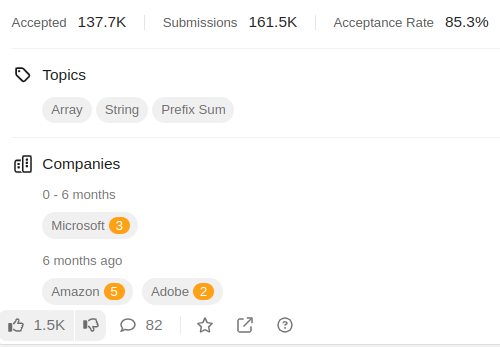 Accepted 137.7K Submissions 161.5K Acceptance Rate 85.3%
Topics
Array String Prefix Sum
Companies
0 - 6 months
Microsoft 3
6 months ago
Amazon 5 Adobe 2
1.5K 82